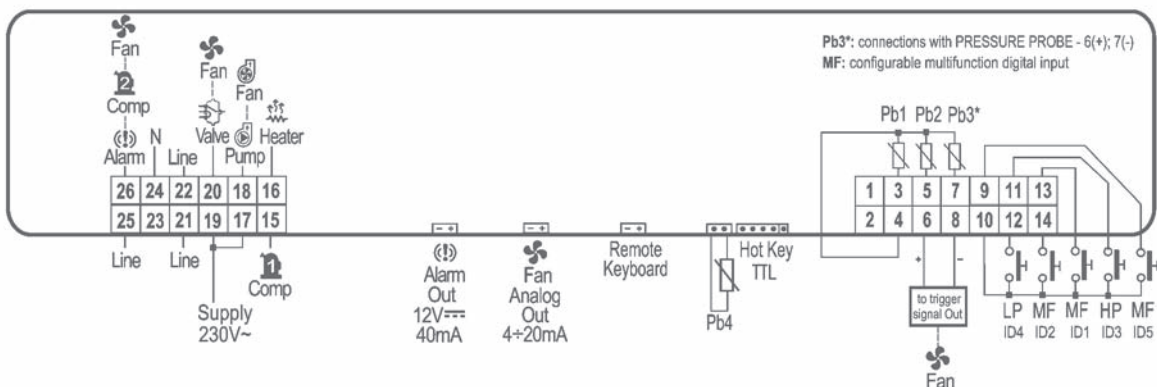 Pb3*: connections with PRESSURE PROBE - 6(+); 7(-)
MF: configurable multifunction digital input
Fan
2
Comp
Alarm
N
Line
Fan
Valve
Fan
Pump
Heater
26 24 22 20 18 16
25 23 21 19 17 15
Line
Line
Supply
230V~
1
Comp
- +
Alarm
Out
12V⎓
40mA
- +
Fan
Analog
Out
4÷20mA
- +
Remote
Keyboard
Pb4
Hot Key
TTL
Pb1 Pb2 Pb3*
1 3 5 7 9 11 13
2 4 6 8 10 12 14
+ -
to trigger
signal Out
Fan
LP MF MF HP MF
ID4 ID2 ID1 ID3 ID5